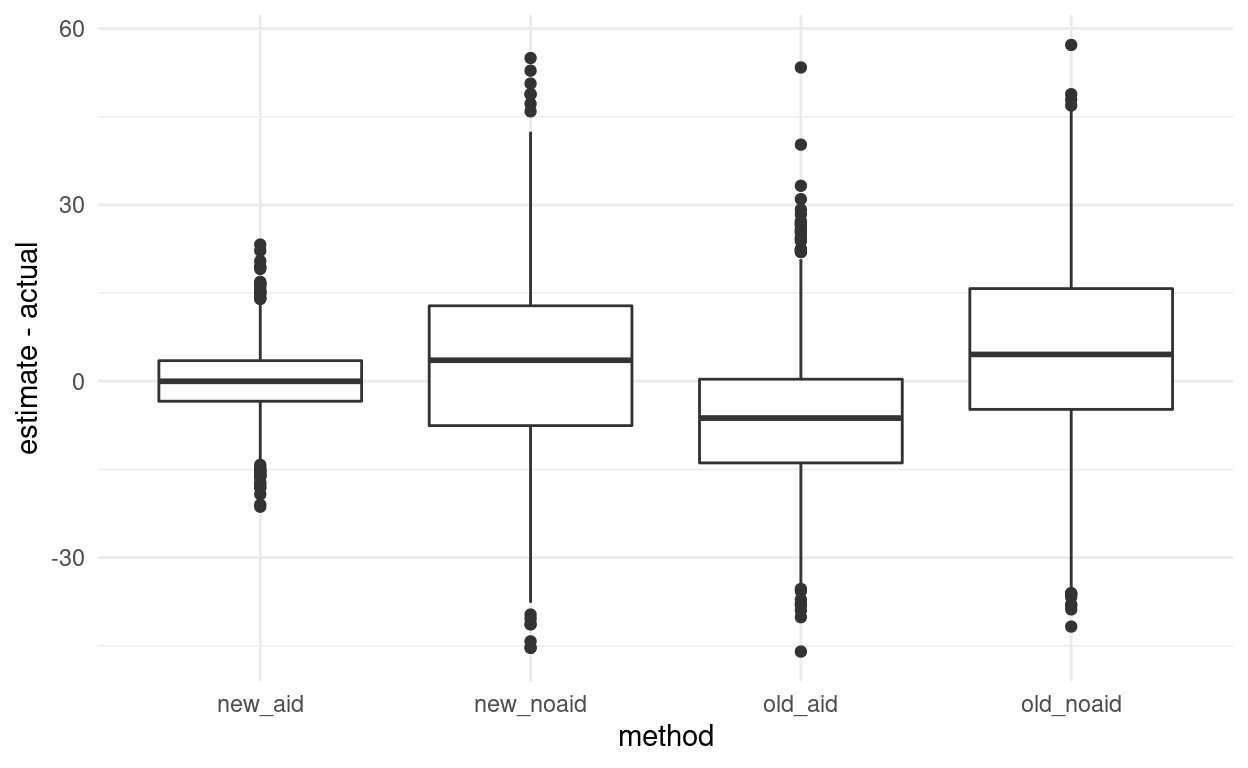 60
30
0
-30
estimate - actual
new_aid
new_noaid
old_aid
old_noaid
method